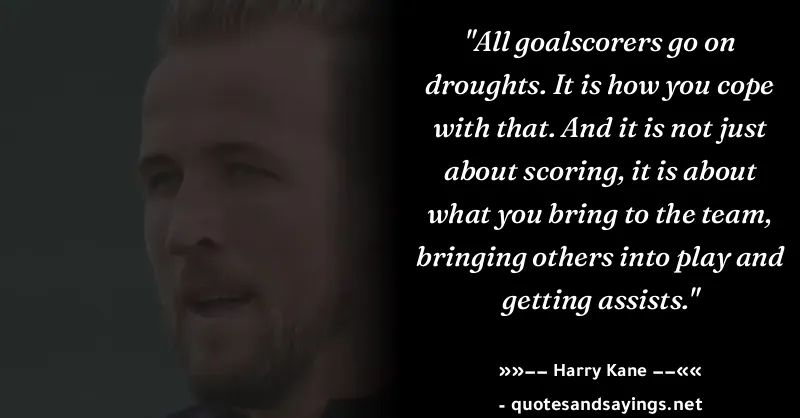 "All goalscorers go on
droughts. It is how you cope
with that. And it is not just
about scoring, it is about
what you bring to the team,
bringing others into play and
getting assists."
»»−− Harry Kane −−««
- quotesandsayings.net